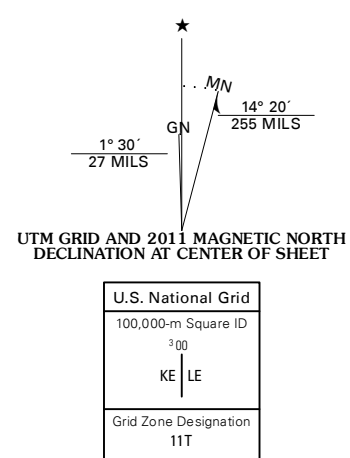 ★
MN
GN
14° 20´
255 MILS
1° 30´
27 MILS
UTM GRID AND 2011 MAGNETIC NORTH
DECLINATION AT CENTER OF SHEET
U.S. National Grid
100,000-m Square ID
³00
KE LE
Grid Zone Designation
11T